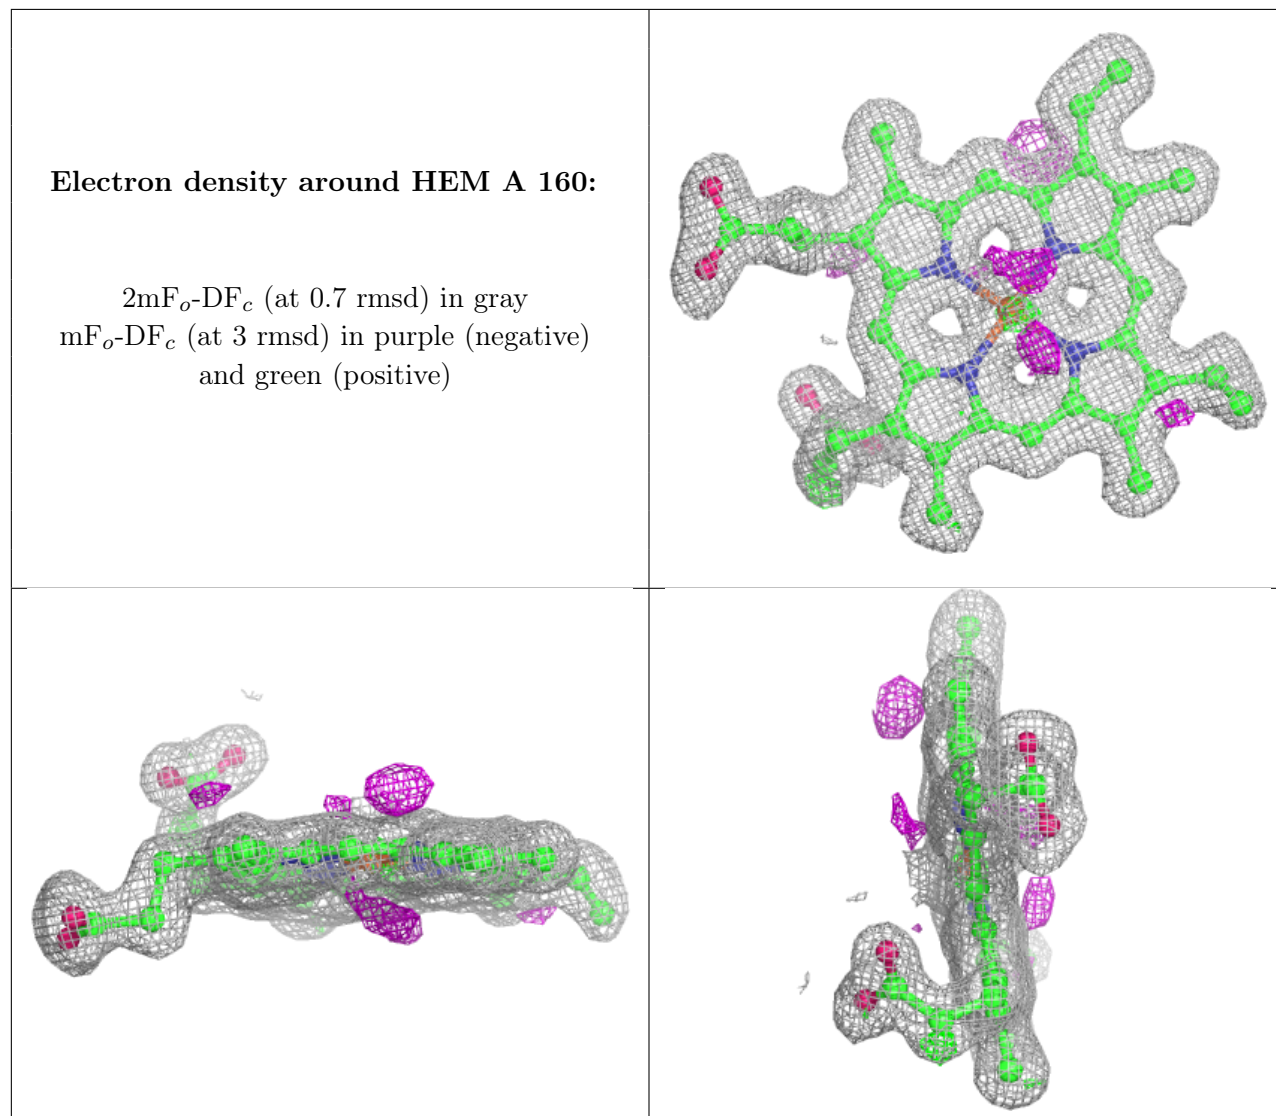 Electron density around HEM A 160:
2mFₒ-DF𝒸 (at 0.7 rmsd) in gray
mFₒ-DF𝒸 (at 3 rmsd) in purple (negative)
and green (positive)